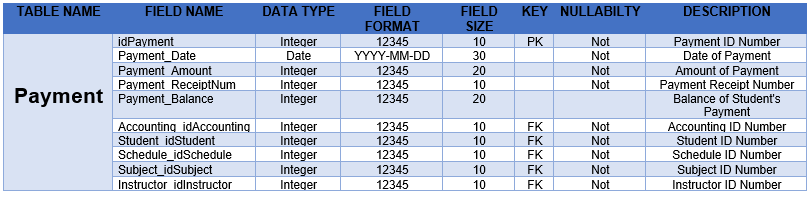 TABLE NAME FIELD NAME DATA TYPE FIELD FORMAT FIELD SIZE KEY NULLABILTY DESCRIPTION
Payment
idPayment Integer 12345 10 PK Not Payment ID Number
Payment_Date Date YYYY-MM-DD 30 Not Date of Payment
Payment_Amount Integer 12345 20 Not Amount of Payment
Payment_ReceiptNum Integer 12345 10 Not Payment Receipt Number
Payment_Balance Integer 12345 20 Balance of Student's Payment
Accounting_idAccounting Integer 12345 10 FK Not Accounting ID Number
Student_idStudent Integer 12345 10 FK Not Student ID Number
Schedule_idSchedule Integer 12345 10 FK Not Schedule ID Number
Subject_idSubject Integer 12345 10 FK Not Subject ID Number
Instructor_idInstructor Integer 12345 10 FK Not Instructor ID Number